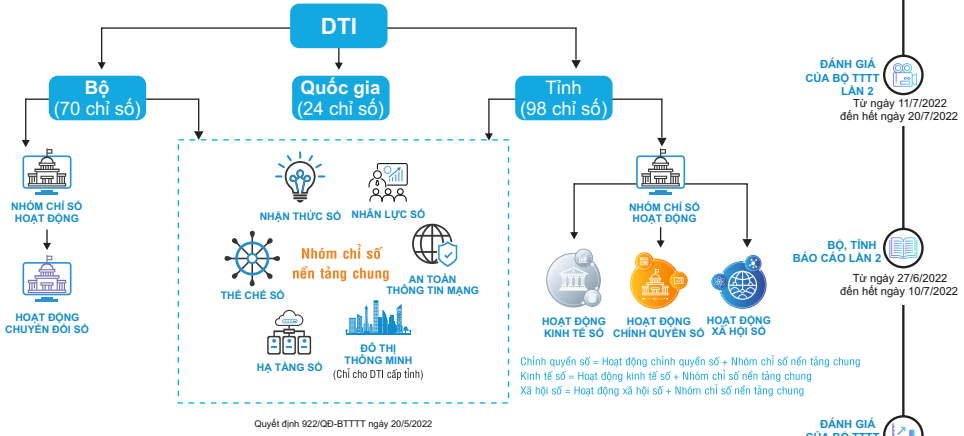 DTI
Bộ
(70 chỉ số)
Quốc gia
(24 chỉ số)
Tỉnh
(98 chỉ số)
NHÓM CHỈ SỐ
HOẠT ĐỘNG
HOẠT ĐỘNG
CHUYỂN ĐỔI SỐ
NHẬN THỨC SỐ
NHÂN LỰC SỐ
Nhóm chỉ số
nền tảng chung
THỂ CHẾ SỐ
AN TOÀN
THÔNG TIN MẠNG
HẠ TẦNG SỐ
ĐÔ THỊ
THÔNG MINH
(Chỉ cho DTI cấp tỉnh)
NHÓM CHỈ SỐ
HOẠT ĐỘNG
HOẠT ĐỘNG
KINH TẾ SỐ
HOẠT ĐỘNG
CHÍNH QUYỀN SỐ
HOẠT ĐỘNG
XÃ HỘI SỐ
Chính quyền số = Hoạt động chính quyền số + Nhóm chỉ số nền tảng chung
Kinh tế số = Hoạt động kinh tế số + Nhóm chỉ số nền tảng chung
Xã hội số = Hoạt động xã hội số + Nhóm chỉ số nền tảng chung
Quyết định 922/QĐ-BTTTT ngày 20/5/2022
ĐÁNH GIÁ
CỦA BỘ TTTT
LẦN 2
Từ ngày 11/7/2022
đến hết ngày 20/7/2022
BỘ, TỈNH
BÁO CÁO LẦN 2
Từ ngày 27/6/2022
đến hết ngày 10/7/2022
ĐÁNH GIÁ
CỦA BỘ TTTT